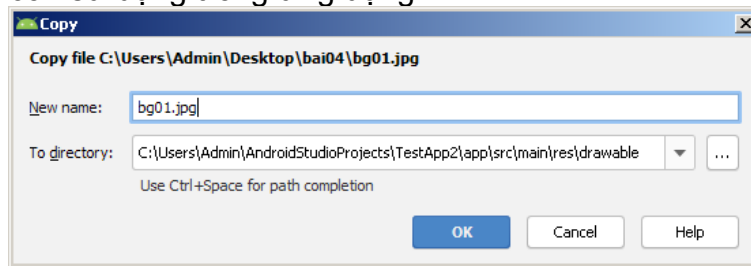 Copy
Copy file C:\Users\Admin\Desktop\bai04\bg01.jpg
New name: bg01.jpg
To directory: C:\Users\Admin\AndroidStudioProjects\TestApp2\app\src\main\res\drawable ...
Use Ctrl+Space for path completion
OK Cancel Help